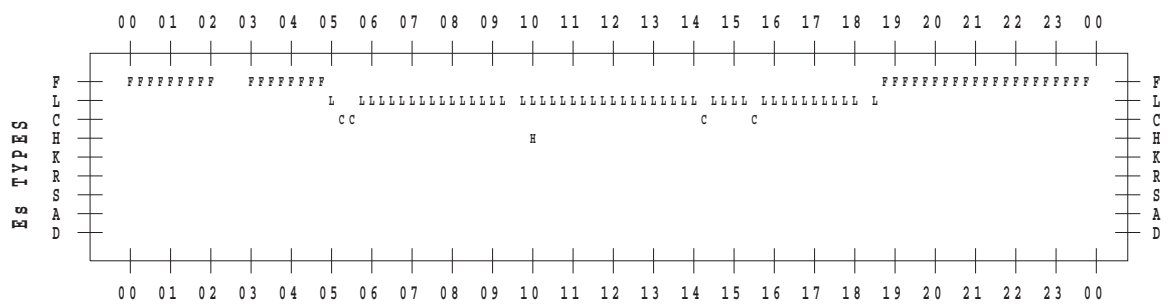 00 01 02 03 04 05 06 07 08 09 10 11 12 13 14 15 16 17 18 19 20 21 22 23 00
F FFFFFFFFF FFFFFFFF FFFFFFFFFFFFFFFFFFFFF F
L L LLLLLLLLLLLLLLL LLLLLLLLLLLLLLLLLL LLLL LLLLLLLLLL L L
C CC C C C
H H H
K K
R R
S S
A A
D D
Es TYPES
00 01 02 03 04 05 06 07 08 09 10 11 12 13 14 15 16 17 18 19 20 21 22 23 00